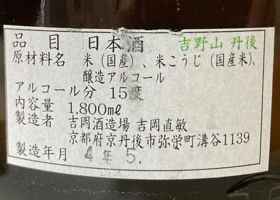 品目 日本酒 吉野山 丹後
原材料名 米(国産)、米こうじ(国産米)、
醸造アルコール
アルコール分 15度
内容量 1,800mℓ
製造者 吉岡酒造場 吉岡直敏
京都府京丹後市弥栄町溝谷1139
製造年月 4年5.